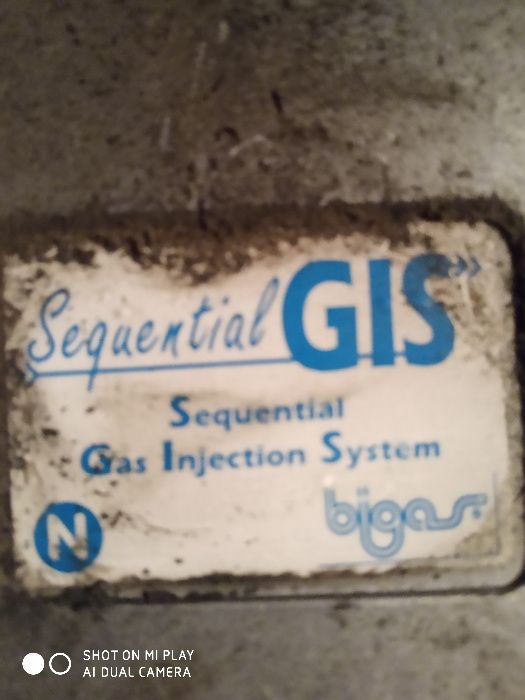 Sequential GIS»
Sequential
Gas Injection System
N
bigas
SHOT ON MI PLAY
AI DUAL CAMERA